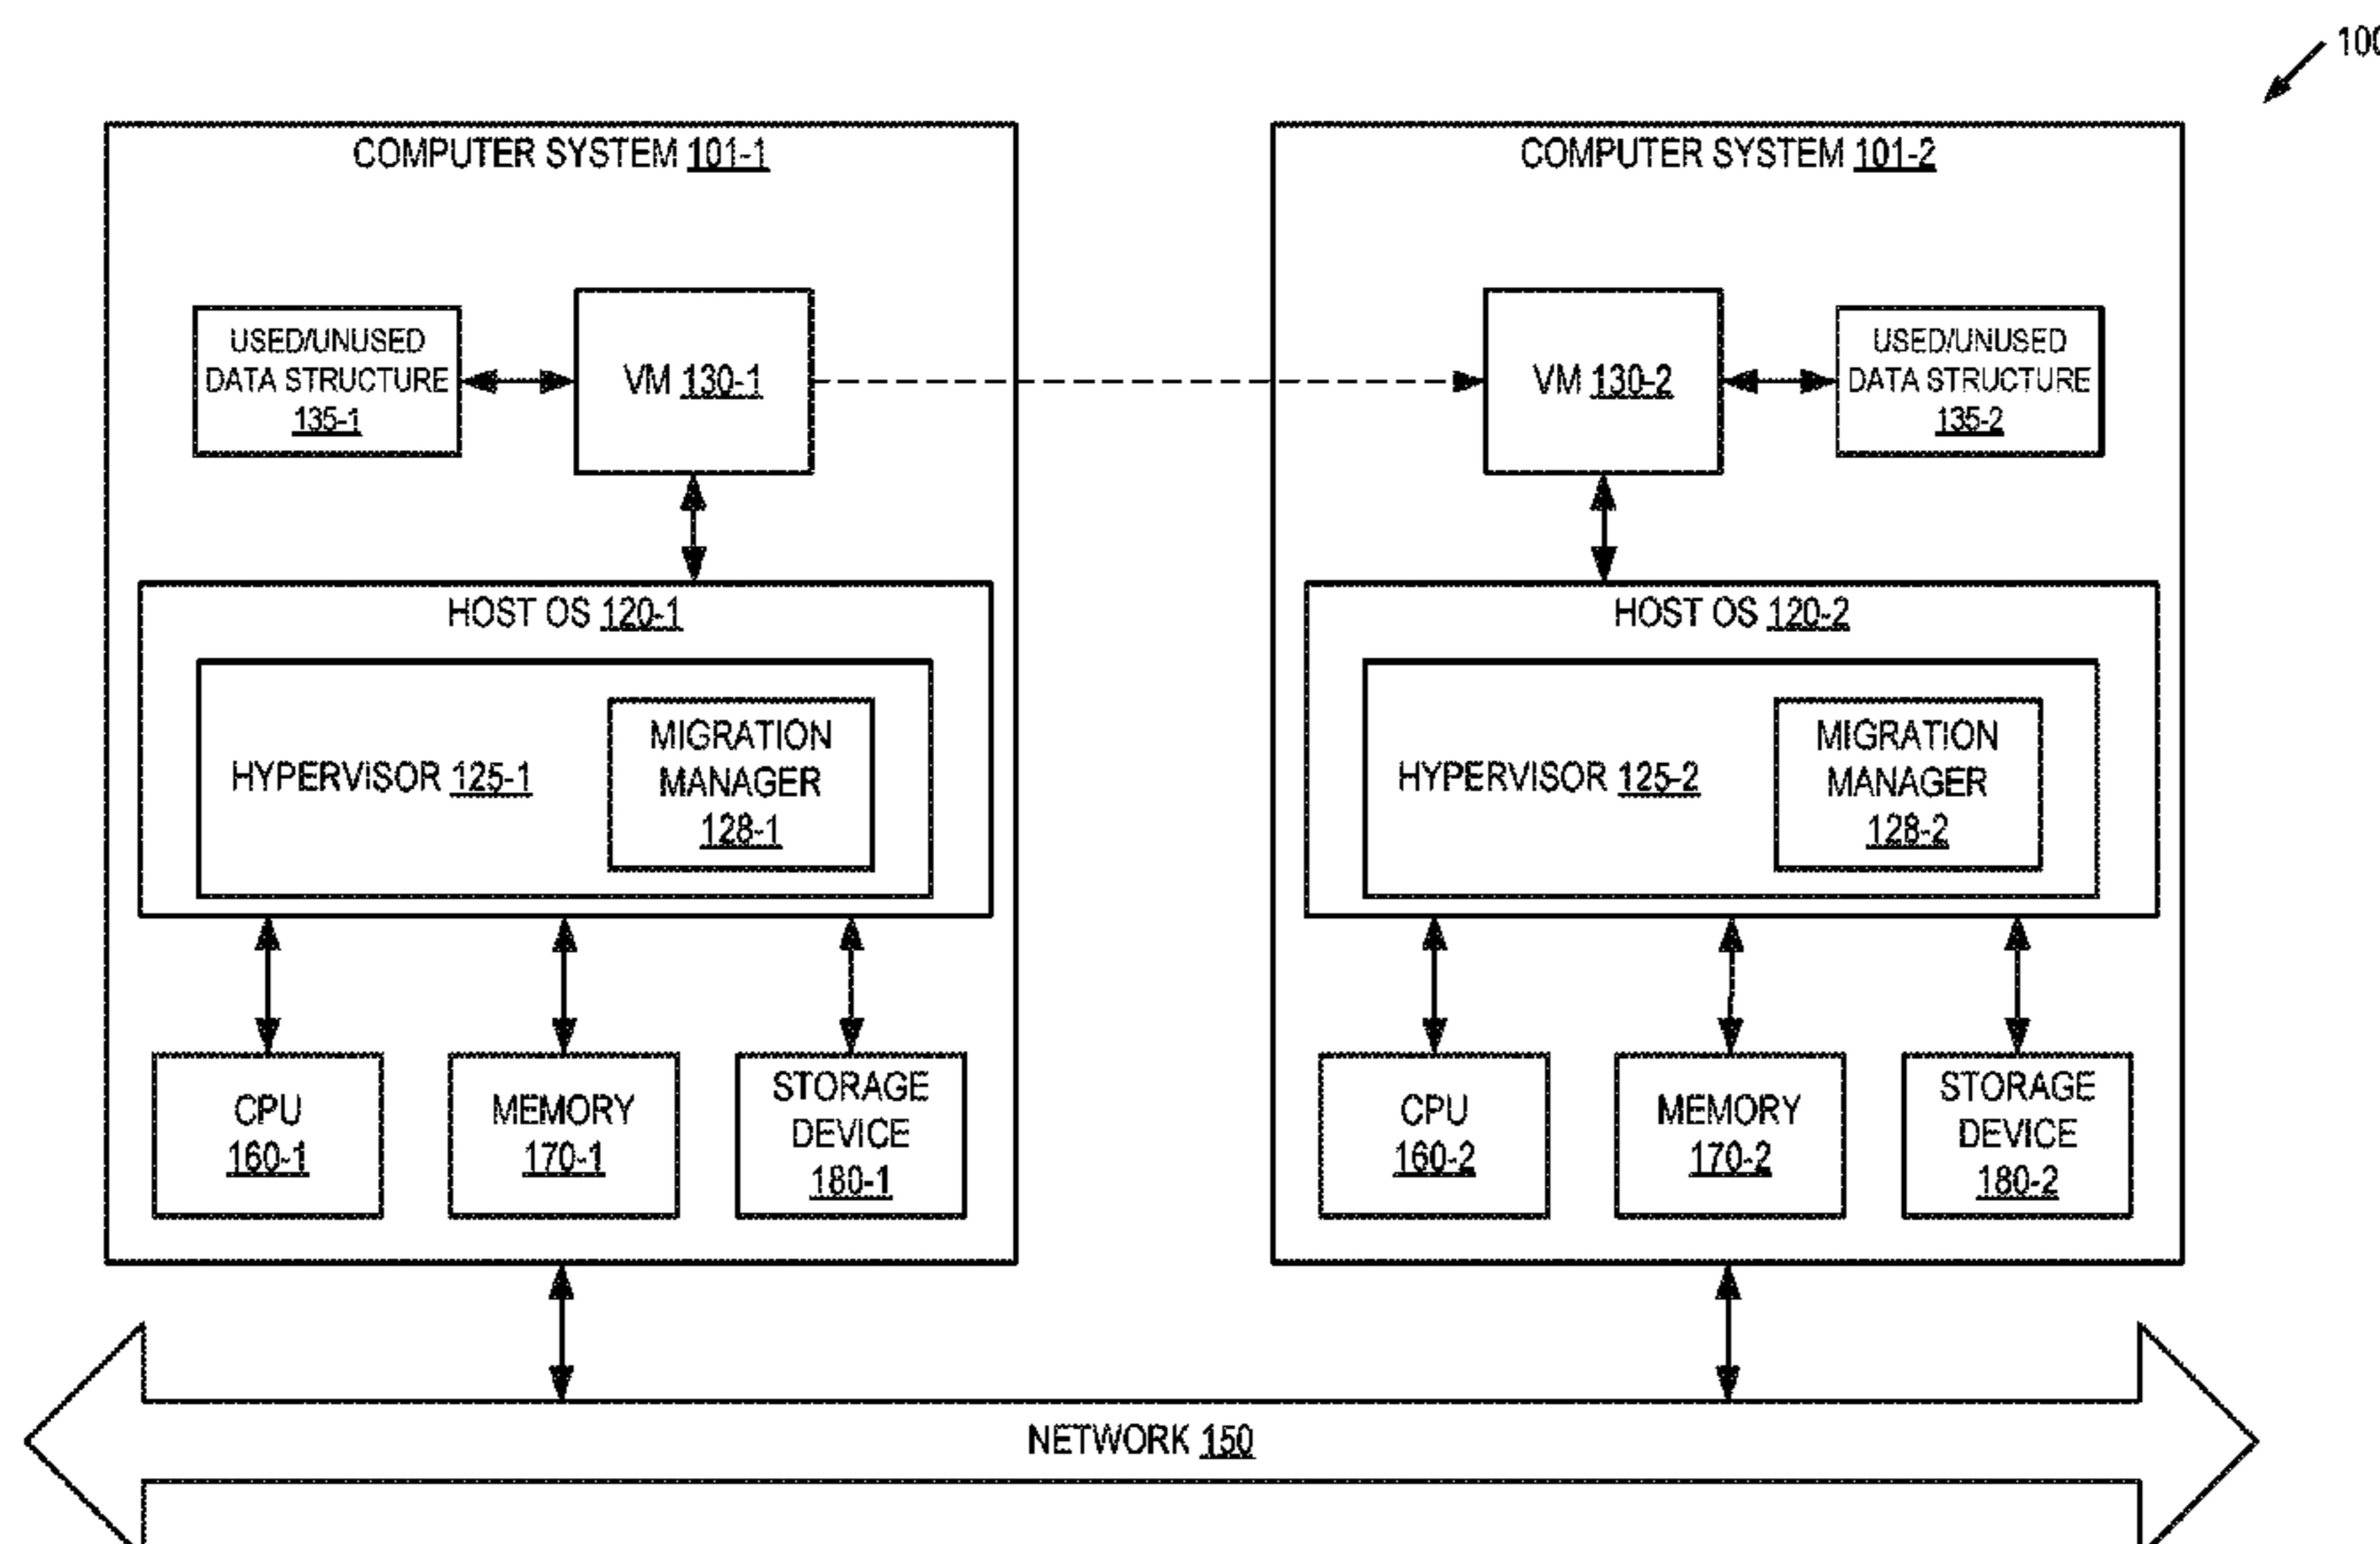 100
COMPUTER SYSTEM 101-1
USED/UNUSED
DATA STRUCTURE
135-1
VM 130-1
HOST OS 120-1
HYPERVISOR 125-1
MIGRATION
MANAGER
128-1
CPU
160-1
MEMORY
170-1
STORAGE
DEVICE
180-1
COMPUTER SYSTEM 101-2
VM 130-2
USED/UNUSED
DATA STRUCTURE
135-2
HOST OS 120-2
HYPERVISOR 125-2
MIGRATION
MANAGER
128-2
CPU
160-2
MEMORY
170-2
STORAGE
DEVICE
180-2
NETWORK 150